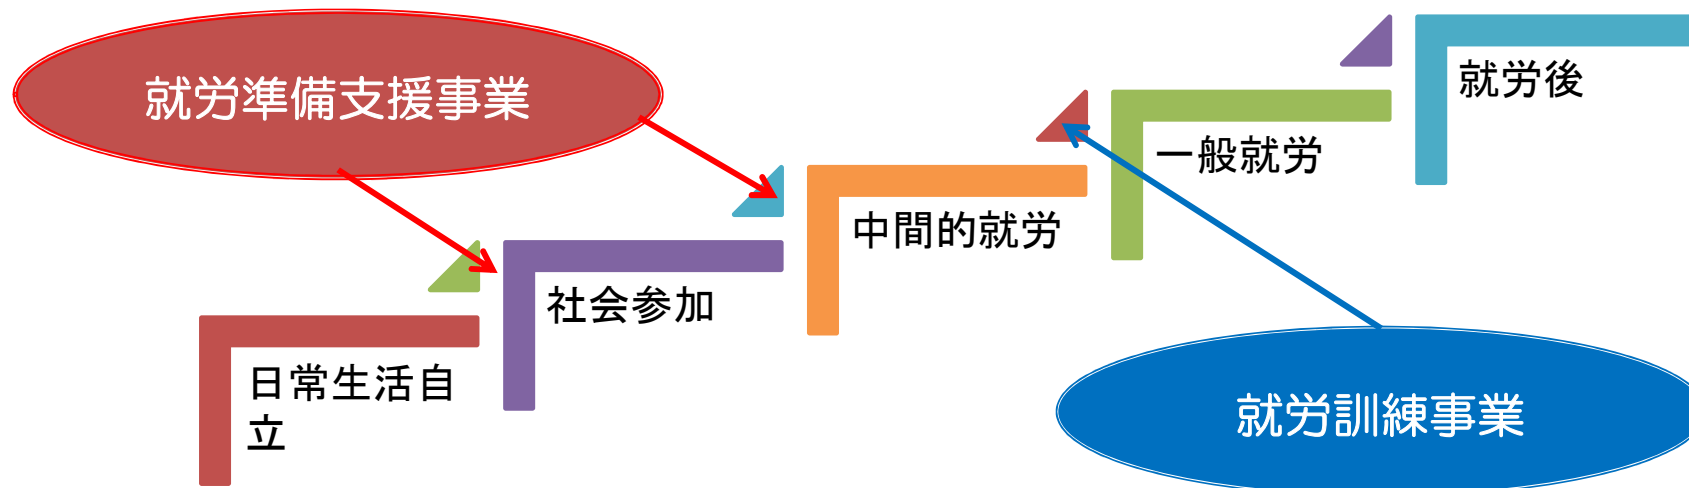 就労準備支援事業
就労後
一般就労
中間的就労
社会参加
日常生活自
立
就労訓練事業